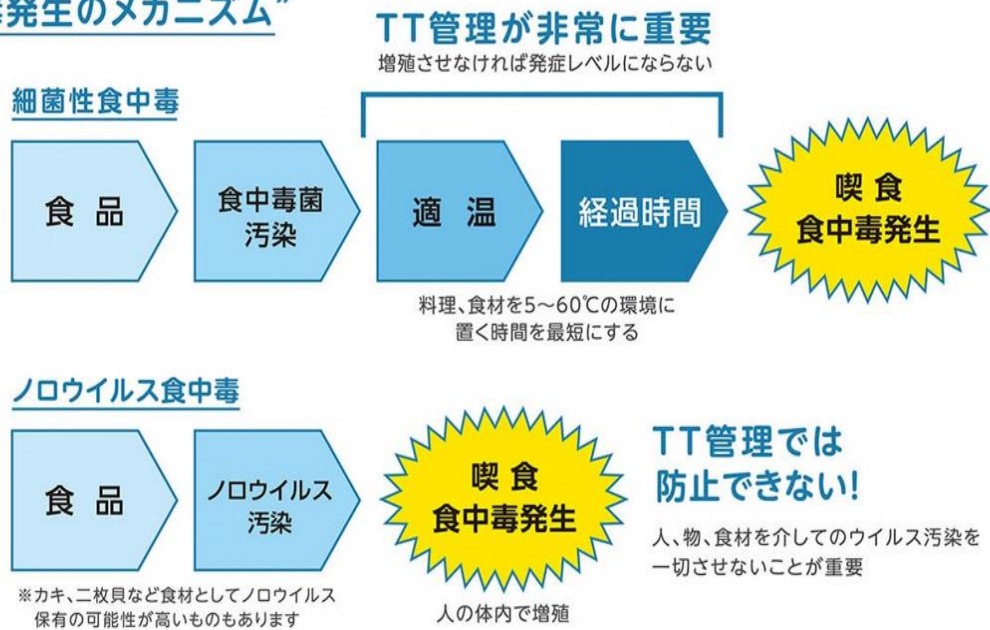 発生のメカニズム”
TT管理が非常に重要
増殖させなければ発症レベルにならない
細菌性食中毒
食品
食中毒菌
汚染
適温
経過時間
喫食
食中毒発生
料理、食材を5～60℃の環境に
置く時間を最短にする
ノロウイルス食中毒
食品
ノロウイルス
汚染
喫食
食中毒発生
TT管理では
防止できない!
人、物、食材を介してのウイルス汚染を
一切させないことが重要
※カキ、二枚貝など食材としてノロウイルス
保有の可能性が高いものもあります
人の体内で増殖